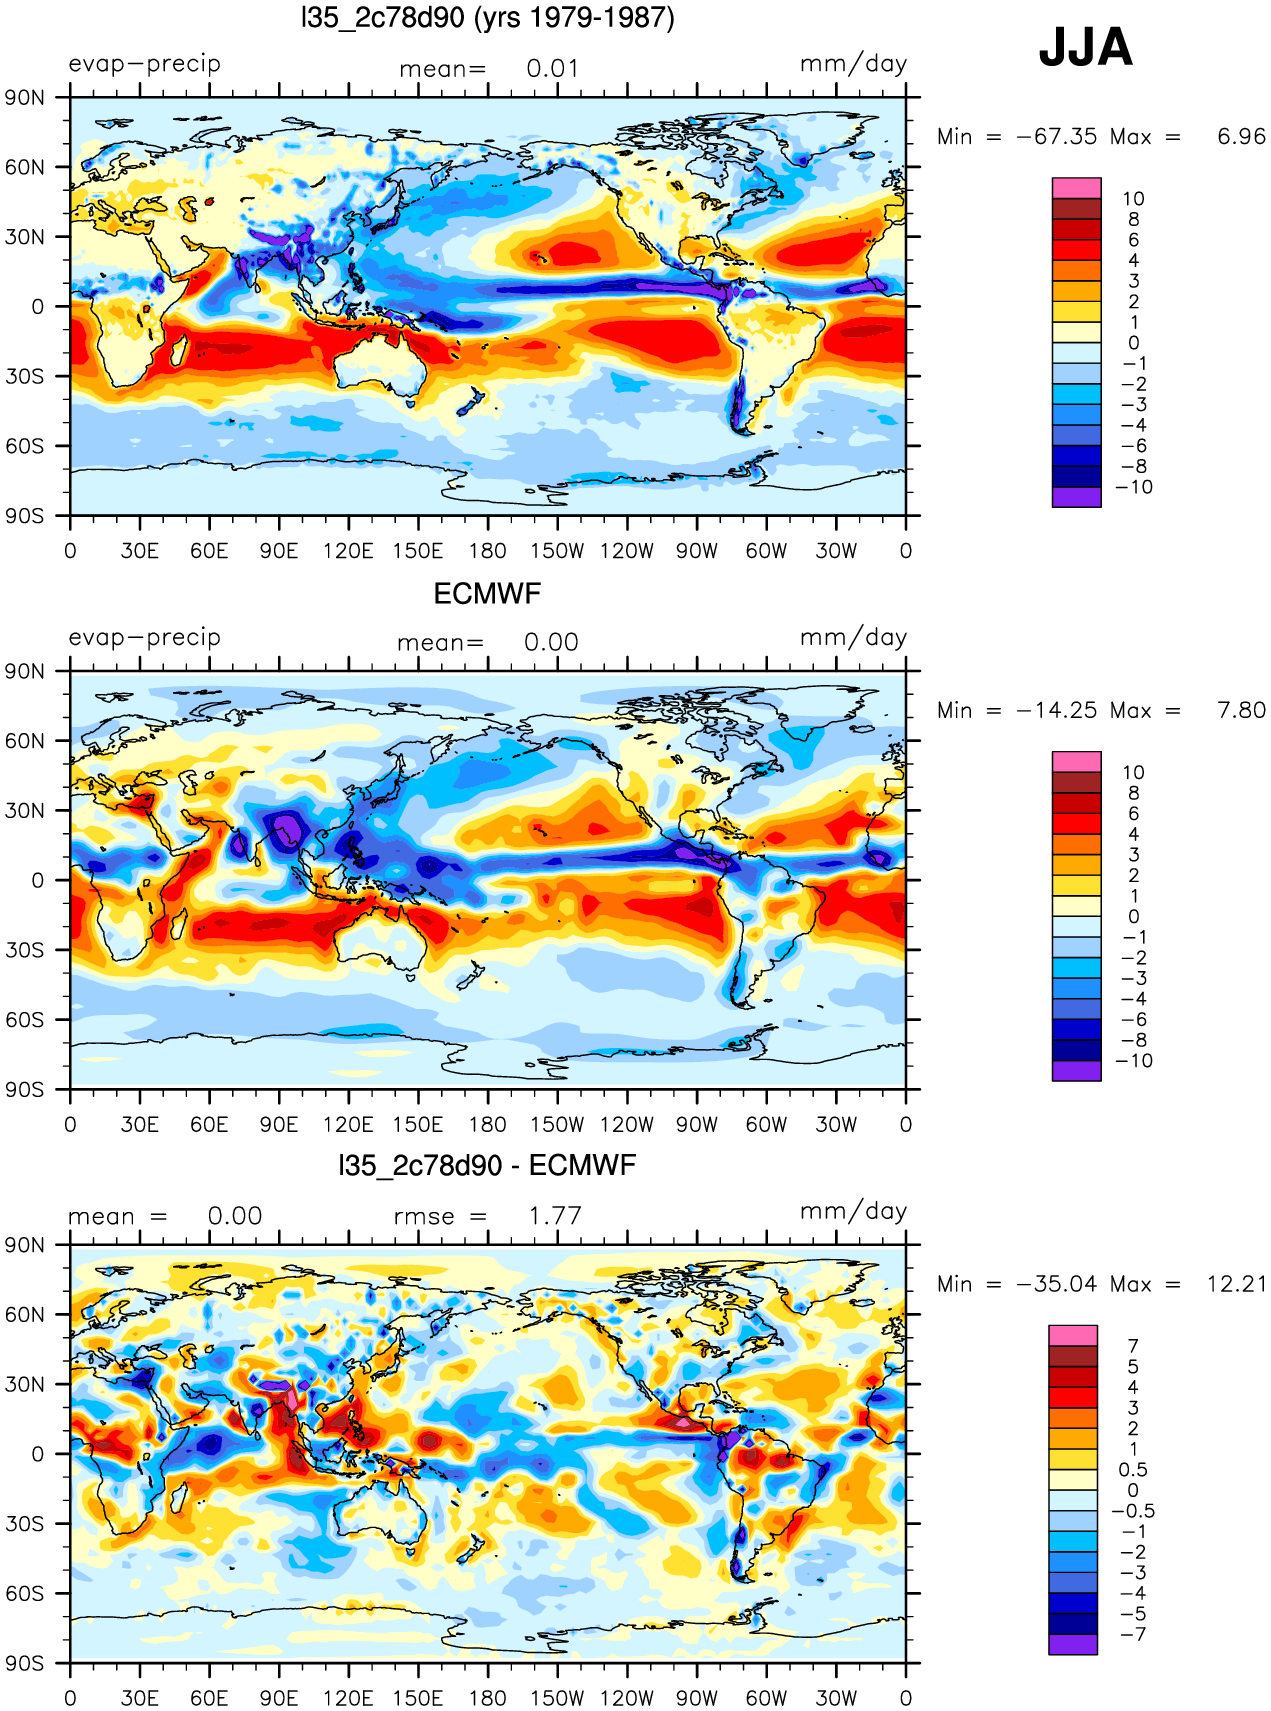 l35_2c78d90 (yrs 1979-1987)
JJA
evap-precip mean= 0.01 mm/day
Min = -67.35 Max = 6.96
90N
60N
30N
0
30S
60S
90S
0 30E 60E 90E 120E 150E 180 150W 120W 90W 60W 30W 0
10
8
6
4
3
2
1
0
-1
-2
-3
-4
-6
-8
-10
ECMWF
evap-precip mean= 0.00 mm/day
Min = -14.25 Max = 7.80
90N
60N
30N
0
30S
60S
90S
0 30E 60E 90E 120E 150E 180 150W 120W 90W 60W 30W 0
10
8
6
4
3
2
1
0
-1
-2
-3
-4
-6
-8
-10
l35_2c78d90 - ECMWF
mean = 0.00 rmse = 1.77 mm/day
Min = -35.04 Max = 12.21
90N
60N
30N
0
30S
60S
90S
0 30E 60E 90E 120E 150E 180 150W 120W 90W 60W 30W 0
7
5
4
3
2
1
0.5
0
-0.5
-1
-2
-3
-4
-5
-7